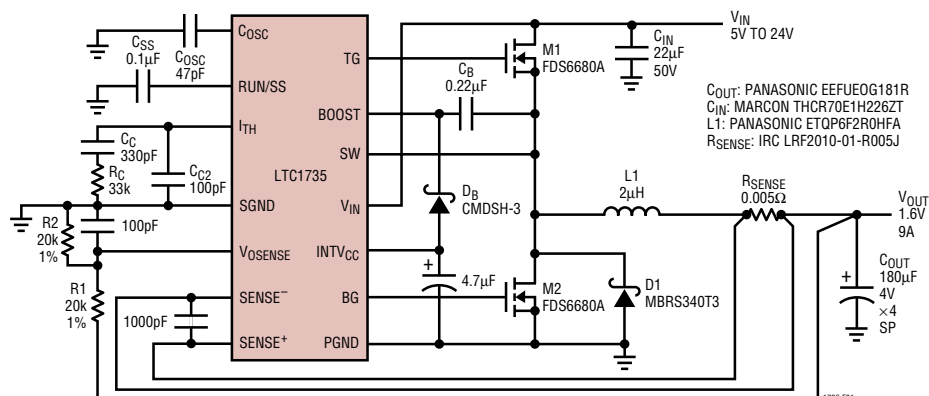 COSC
CSS
0.1µF
COSC
47pF
RUN/SS
ITH
CC
330pF
RC
33k
CC2
100pF
SGND
R2
20k
1%
100pF
VOSENSE
R1
20k
1%
SENSE–
1000pF
SENSE+
LTC1735
TG
BOOST
SW
VIN
INTVCC
BG
PGND
CB
0.22µF
DB
CMDSH-3
+
4.7µF
M1
FDS6680A
M2
FDS6680A
D1
MBRS340T3
CIN
22µF
50V
VIN
5V TO 24V
COUT: PANASONIC EEFUEOG181R
CIN: MARCON THCR70E1H226ZT
L1: PANASONIC ETQP6F2R0HFA
RSENSE: IRC LRF2010-01-R005J
L1
2µH
RSENSE
0.005Ω
VOUT
1.6V
9A
+
COUT
180µF
4V
×4
SP